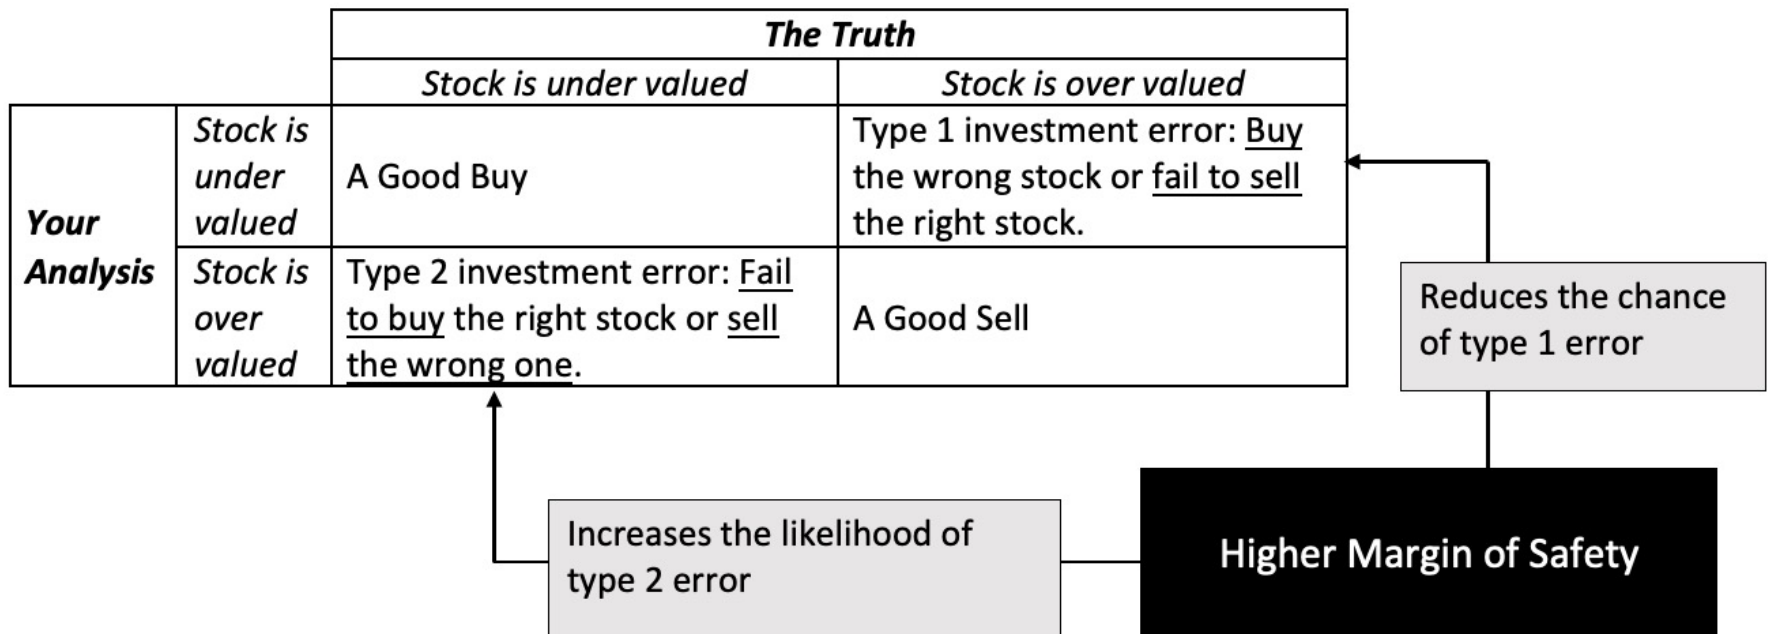 The Truth
Stock is under valued
Stock is over valued
Your
Analysis
Stock is
under
valued
A Good Buy
Type 1 investment error: Buy
the wrong stock or fail to sell
the right stock.
Stock is
over
valued
Type 2 investment error: Fail
to buy the right stock or sell
the wrong one.
A Good Sell
Reduces the chance
of type 1 error
Increases the likelihood of
type 2 error
Higher Margin of Safety